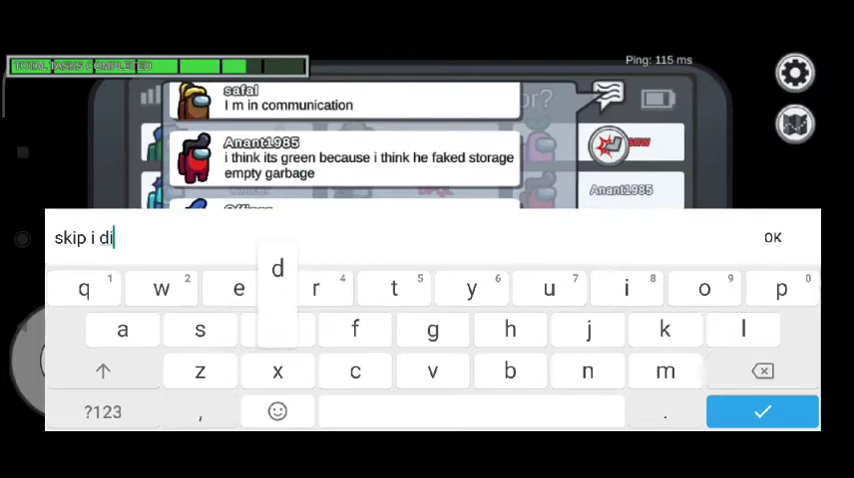 TOTAL TASKS COMPLETED
Ping: 115 ms
safal
I m in communication
or?
Anant1985
i think its green because i think he faked storage
empty garbage
Anant1985
skip i di
OK
d
q 1 w 2 e r 4 t 5 y 6 u 7 i 8 o 9 p 0
a s f g h j k l
z x c v b n m
?123 , .